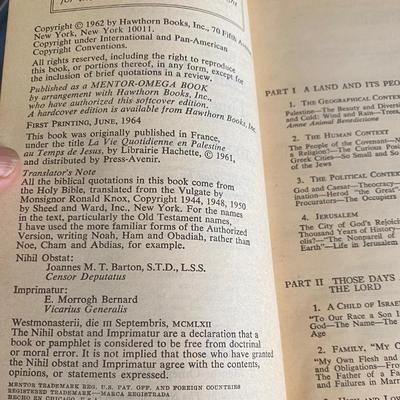 Copyright © 1962 by Hawthorn Books, Inc., 70 Fifth Avenue,
New York, New York 10011.
Copyright under International and Pan-American
Copyright Conventions.
All rights reserved, including the right to reproduce
this book, or portions thereof, in any form, except for
the inclusion of brief quotations in a review.
Published as a MENTOR-OMEGA BOOK
by arrangement with Hawthorn Books, Inc.,
who have authorized this softcover edition.
A hardcover edition is available from Hawthorn Books, Inc.
FIRST PRINTING, JUNE, 1964
This book was originally published in France,
under the title La Vie Quotidienne en Palestine
au Temps de Jesus, by Librairie Hachette, © 1961,
and distributed by Press-Avenir.
Translator's Note
All the biblical quotations in this book come from
the Holy Bible, translated from the Vulgate by
Monsignor Ronald Knox, Copyright 1944, 1948, 1950
by Sheed and Ward, Inc., New York. For the names
in the text, particularly the Old Testament names,
I have used the more familiar forms of the Authorized
Version, writing Noah, Ham and Obadiah, rather than
Noe, Cham and Abdias, for example.
Nihil Obstat:
Joannes M. T. Barton, S.T.D., L.S.S.
Censor Deputatus
Imprimatur:
E. Morrogh Bernard
Vicarius Generalis
Westmonasterii, die III Septembris, MCMLXII
The Nihil obstat and Imprimatur are a declaration that a
book or pamphlet is considered to be free from doctrinal
or moral error. It is not implied that those who have granted
the Nihil obstat and Imprimatur agree with the contents,
opinions, or statements expressed.
MENTOR TRADEMARK REG. U.S. PAT. OFF. AND FOREIGN COUNTRIES
REGISTERED TRADEMARK—MARCA REGISTRADA
HECHO EN CHICAGO, U.S.A.
PART I A LAND AND ITS PEO
1. THE GEOGRAPHICAL CONTEX
Palestine—The Beauty and Diversi
and Cold; Wind and Rain—Trees,
Amne Animal Benedictane
2. THE HUMAN CONTEXT
The People of the Covenant—
a Religion—The Curious Posi
Greek Cities—So Small and So
of the Jews
3. THE POLITICAL CONTEXT
God and Caesar—Theocracy
ination—Herod "the Great"
Procurators—The Occupiers
4. JERUSALEM
The City of God's Rejoici
Thousand Years of History—
polis?—"The Nonpareil of
Earth"—Life in Jerusalem
PART II THOSE DAYS
THE LORD
1. A CHILD OF ISRAE
"To Our Race a Son I
God—The Name—The
Age
2. FAMILY, "MY O
"My Own Flesh and
and Obligations—Fro
The Father of a Fo
and Failures in Marr